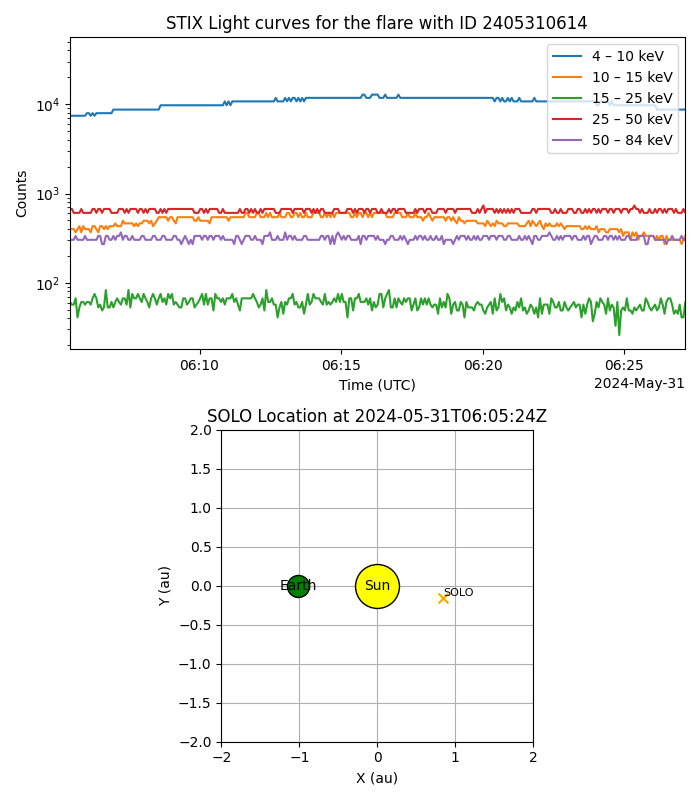 STIX Light curves for the flare with ID 2405310614
4 – 10 keV
10 – 15 keV
15 – 25 keV
25 – 50 keV
50 – 84 keV
10⁴
10³
10²
Counts
06:10 06:15 06:20 06:25
Time (UTC)
2024-May-31
SOLO Location at 2024-05-31T06:05:24Z
2.0
1.5
1.0
0.5
0.0
−0.5
−1.0
−1.5
−2.0
Y (au)
Earth
Sun
SOLO
−2 −1 0 1 2
X (au)